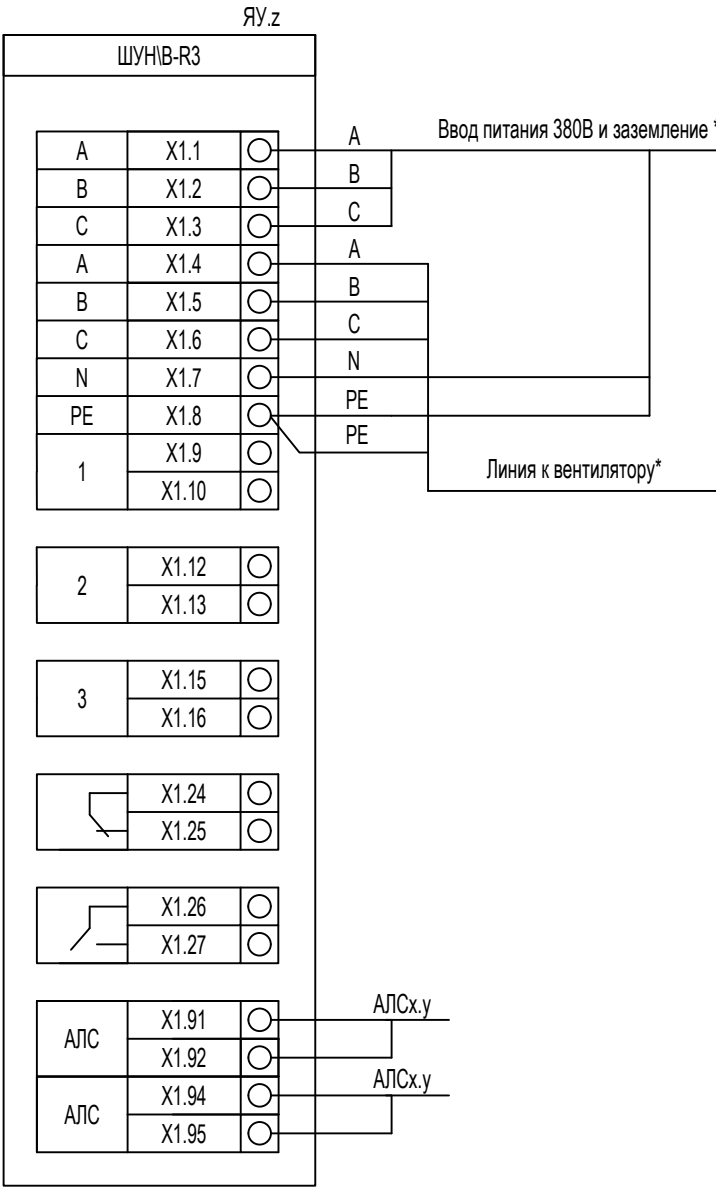 ЯУ.z
ШУН\В-R3
A X1.1 A Ввод питания 380В и заземление *
B X1.2 B
C X1.3 C
A X1.4 A
B X1.5 B
C X1.6 C
N X1.7 N
PE X1.8 PE
PE
1 X1.9
X1.10
Линия к вентилятору*
2 X1.12
X1.13
3 X1.15
X1.16
X1.24
X1.25
X1.26
X1.27
АЛС X1.91 АЛСx.y
X1.92
АЛС X1.94 АЛСx.y
X1.95